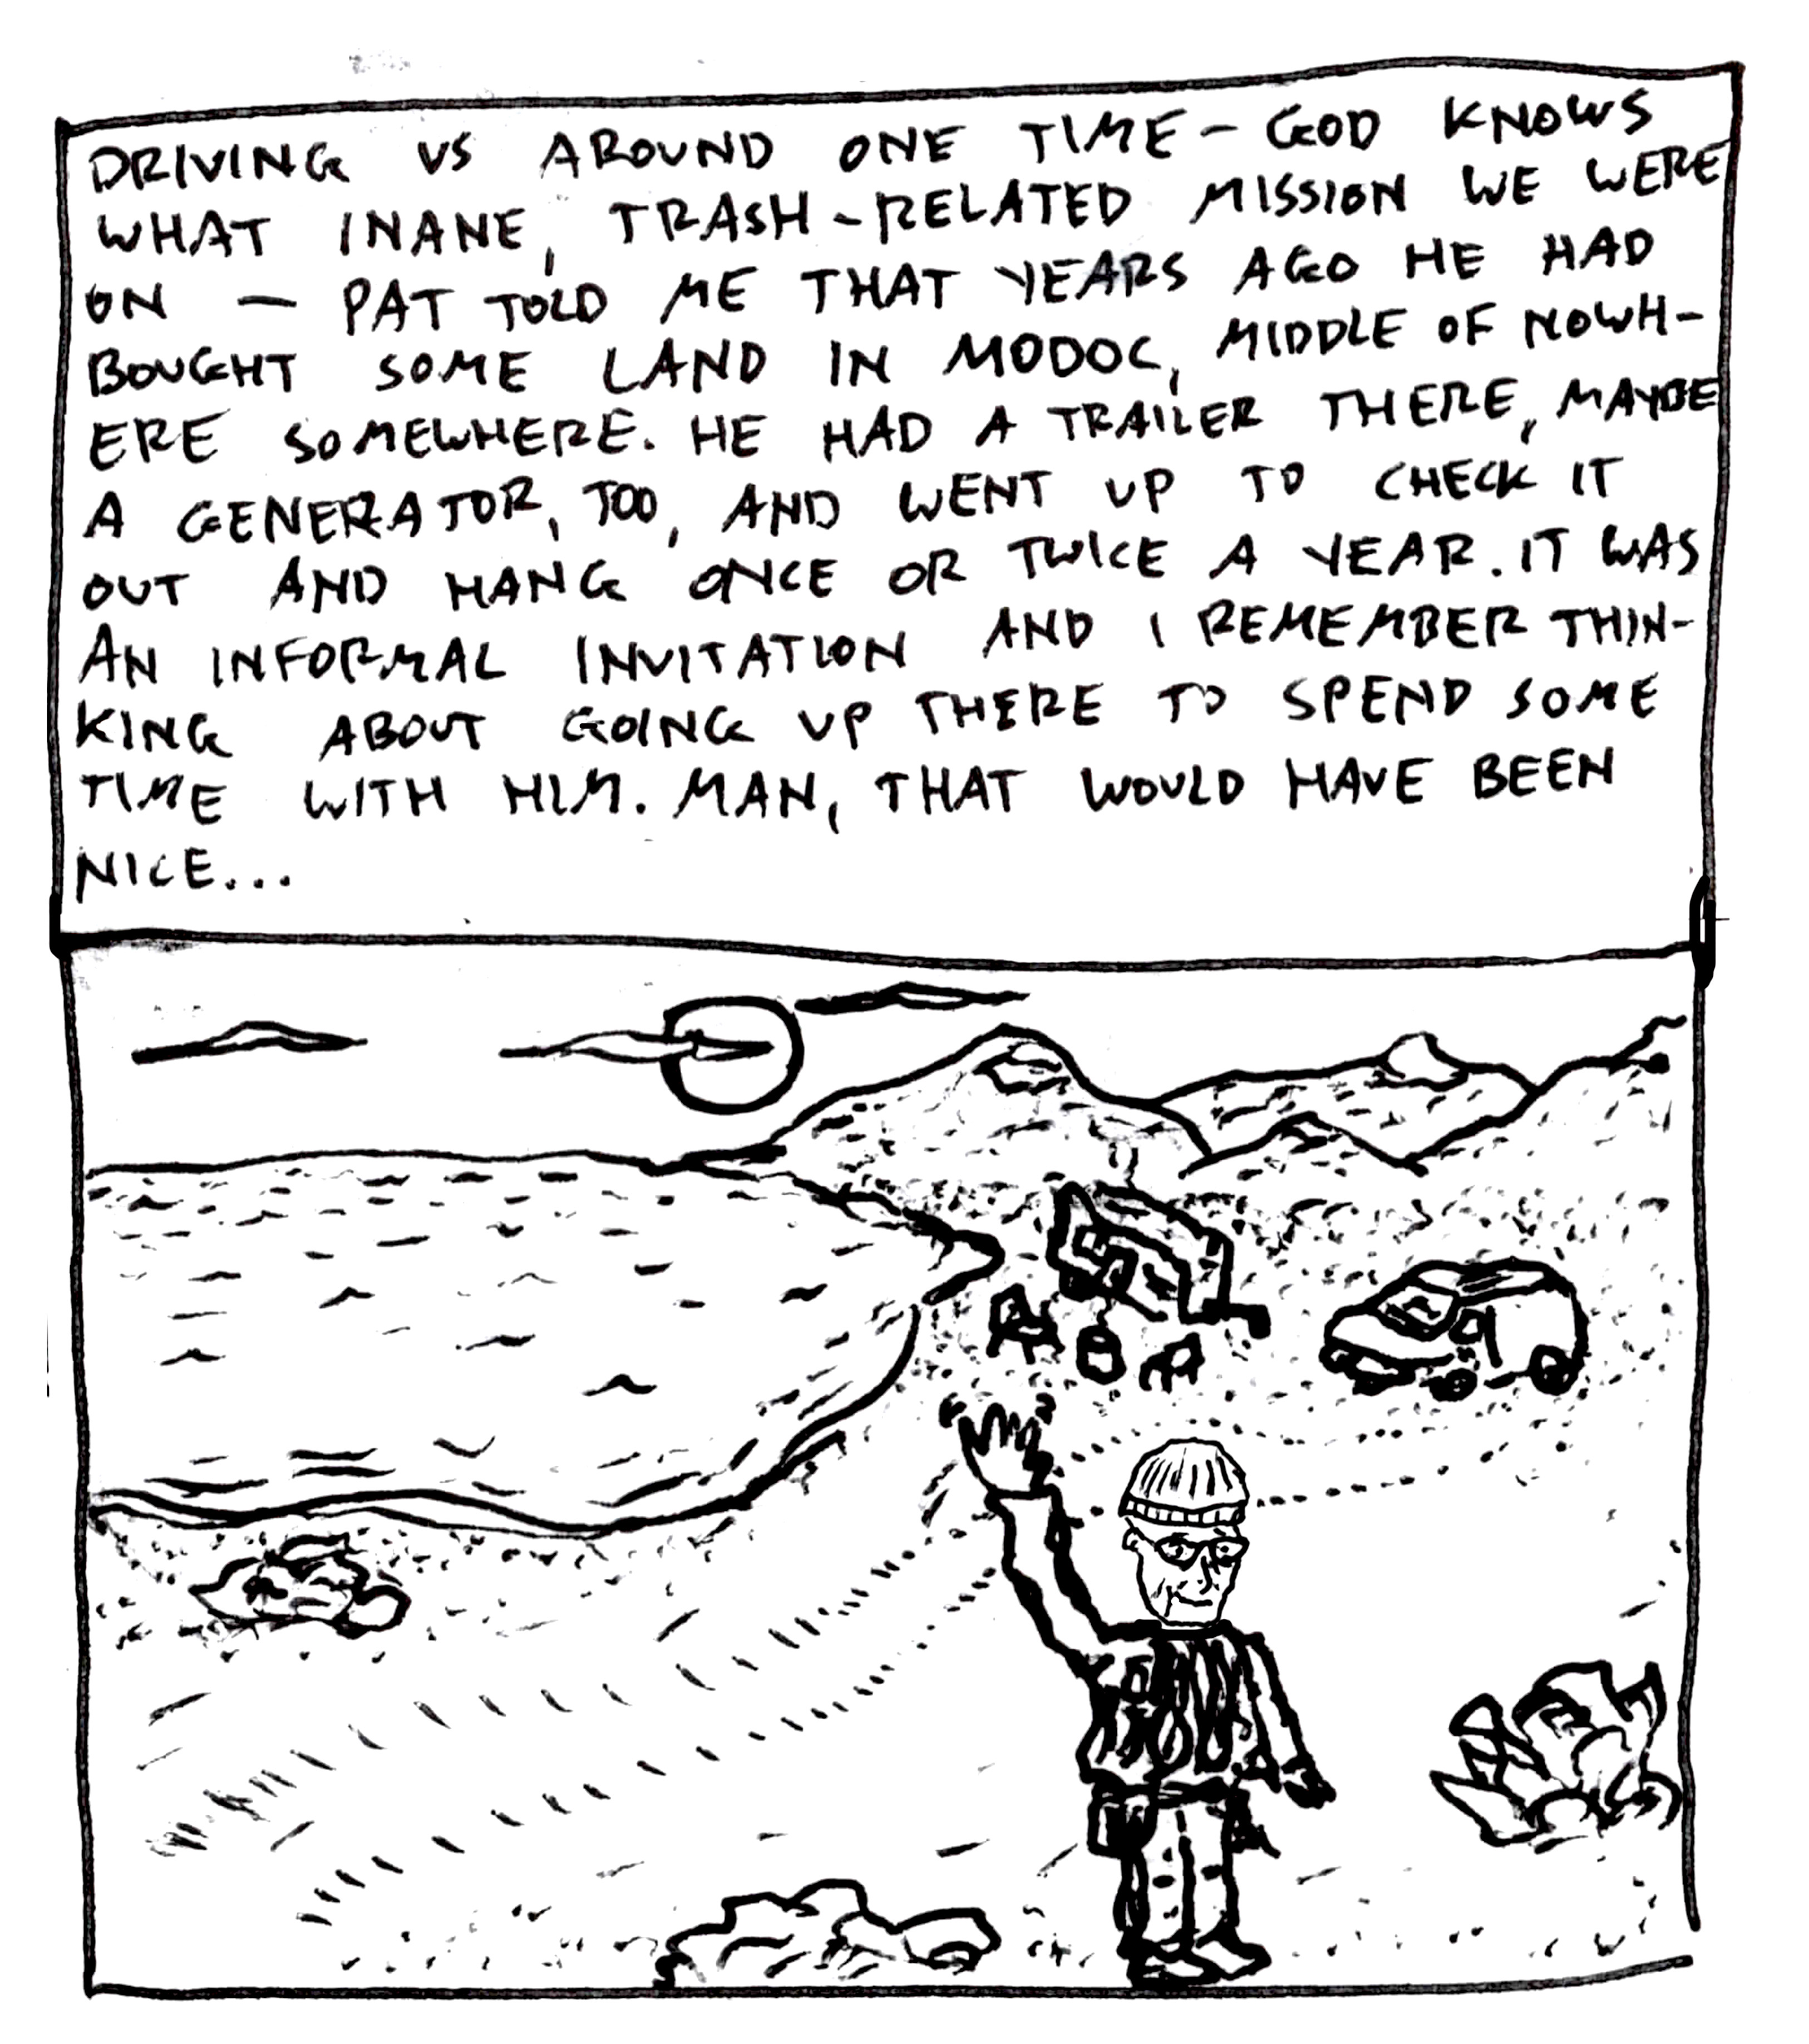 DRIVING US AROUND ONE TIME - GOD KNOWS
WHAT INANE, TRASH-RELATED MISSION WE WERE
ON — PAT TOLD ME THAT YEARS AGO HE HAD
BOUGHT SOME LAND IN MODOC, MIDDLE OF NOWH-
ERE SOMEWHERE. HE HAD A TRAILER THERE, MAYBE
A GENERATOR, TOO, AND WENT UP TO CHECK IT
OUT AND HANG ONCE OR TWICE A YEAR. IT WAS
AN INFORMAL INVITATION AND I REMEMBER THIN-
KING ABOUT GOING UP THERE TO SPEND SOME
TIME WITH HIM. MAN, THAT WOULD HAVE BEEN
NICE...